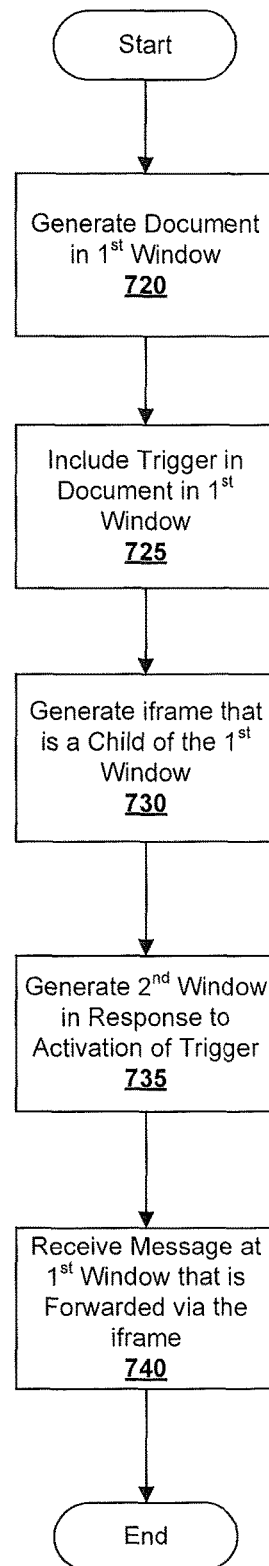 Start
Generate Document
in 1st Window
720
Include Trigger in
Document in 1st
Window
725
Generate iframe that
is a Child of the 1st
Window
730
Generate 2nd Window
in Response to
Activation of Trigger
735
Receive Message at
1st Window that is
Forwarded via the
iframe
740
End